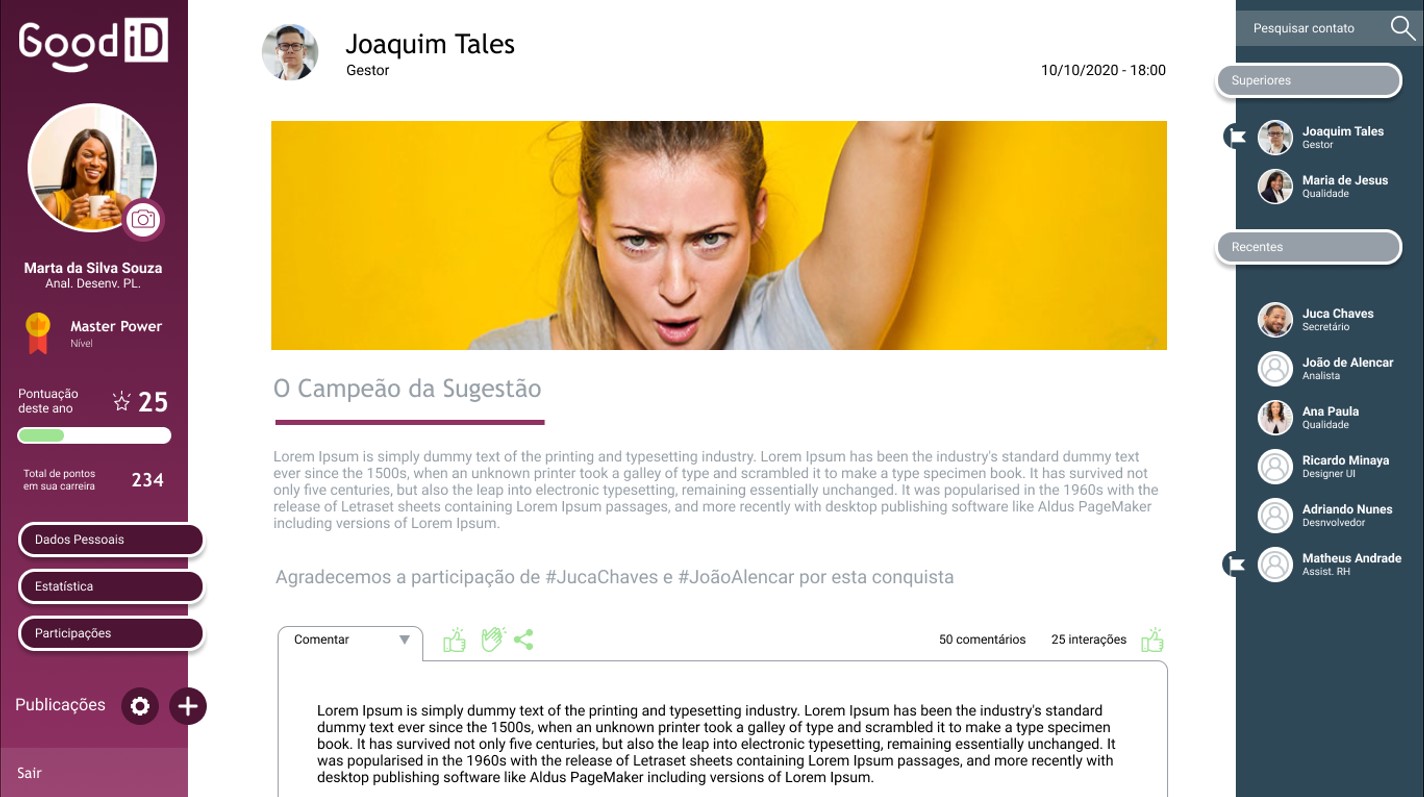 Good iD
Marta da Silva Souza
Anal. Desenv. PL.
Master Power
Nível
Pontuação
deste ano
25
Total de pontos
em sua carreira
234
Dados Pessoais
Estatística
Participações
Publicações
Sair
Joaquim Tales
Gestor
10/10/2020 - 18:00
O Campeão da Sugestão
Lorem Ipsum is simply dummy text of the printing and typesetting industry. Lorem Ipsum has been the industry's standard dummy text
ever since the 1500s, when an unknown printer took a galley of type and scrambled it to make a type specimen book. It has survived not
only five centuries, but also the leap into electronic typesetting, remaining essentially unchanged. It was popularised in the 1960s with the
release of Letraset sheets containing Lorem Ipsum passages, and more recently with desktop publishing software like Aldus PageMaker
including versions of Lorem Ipsum.
Agradecemos a participação de #JucaChaves e #JoãoAlencar por esta conquista
Comentar
50 comentários
25 interações
Lorem Ipsum is simply dummy text of the printing and typesetting industry. Lorem Ipsum has been the industry's standard
dummy text ever since the 1500s, when an unknown printer took a galley of type and scrambled it to make a type specimen
book. It has survived not only five centuries, but also the leap into electronic typesetting, remaining essentially unchanged. It
was popularised in the 1960s with the release of Letraset sheets containing Lorem Ipsum passages, and more recently with
desktop publishing software like Aldus PageMaker including versions of Lorem Ipsum.
Pesquisar contato
Superiores
Joaquim Tales
Gestor
Maria de Jesus
Qualidade
Recentes
Juca Chaves
Secretário
João de Alencar
Analista
Ana Paula
Qualidade
Ricardo Minaya
Designer UI
Adriando Nunes
Desnvolvedor
Matheus Andrade
Assist. RH